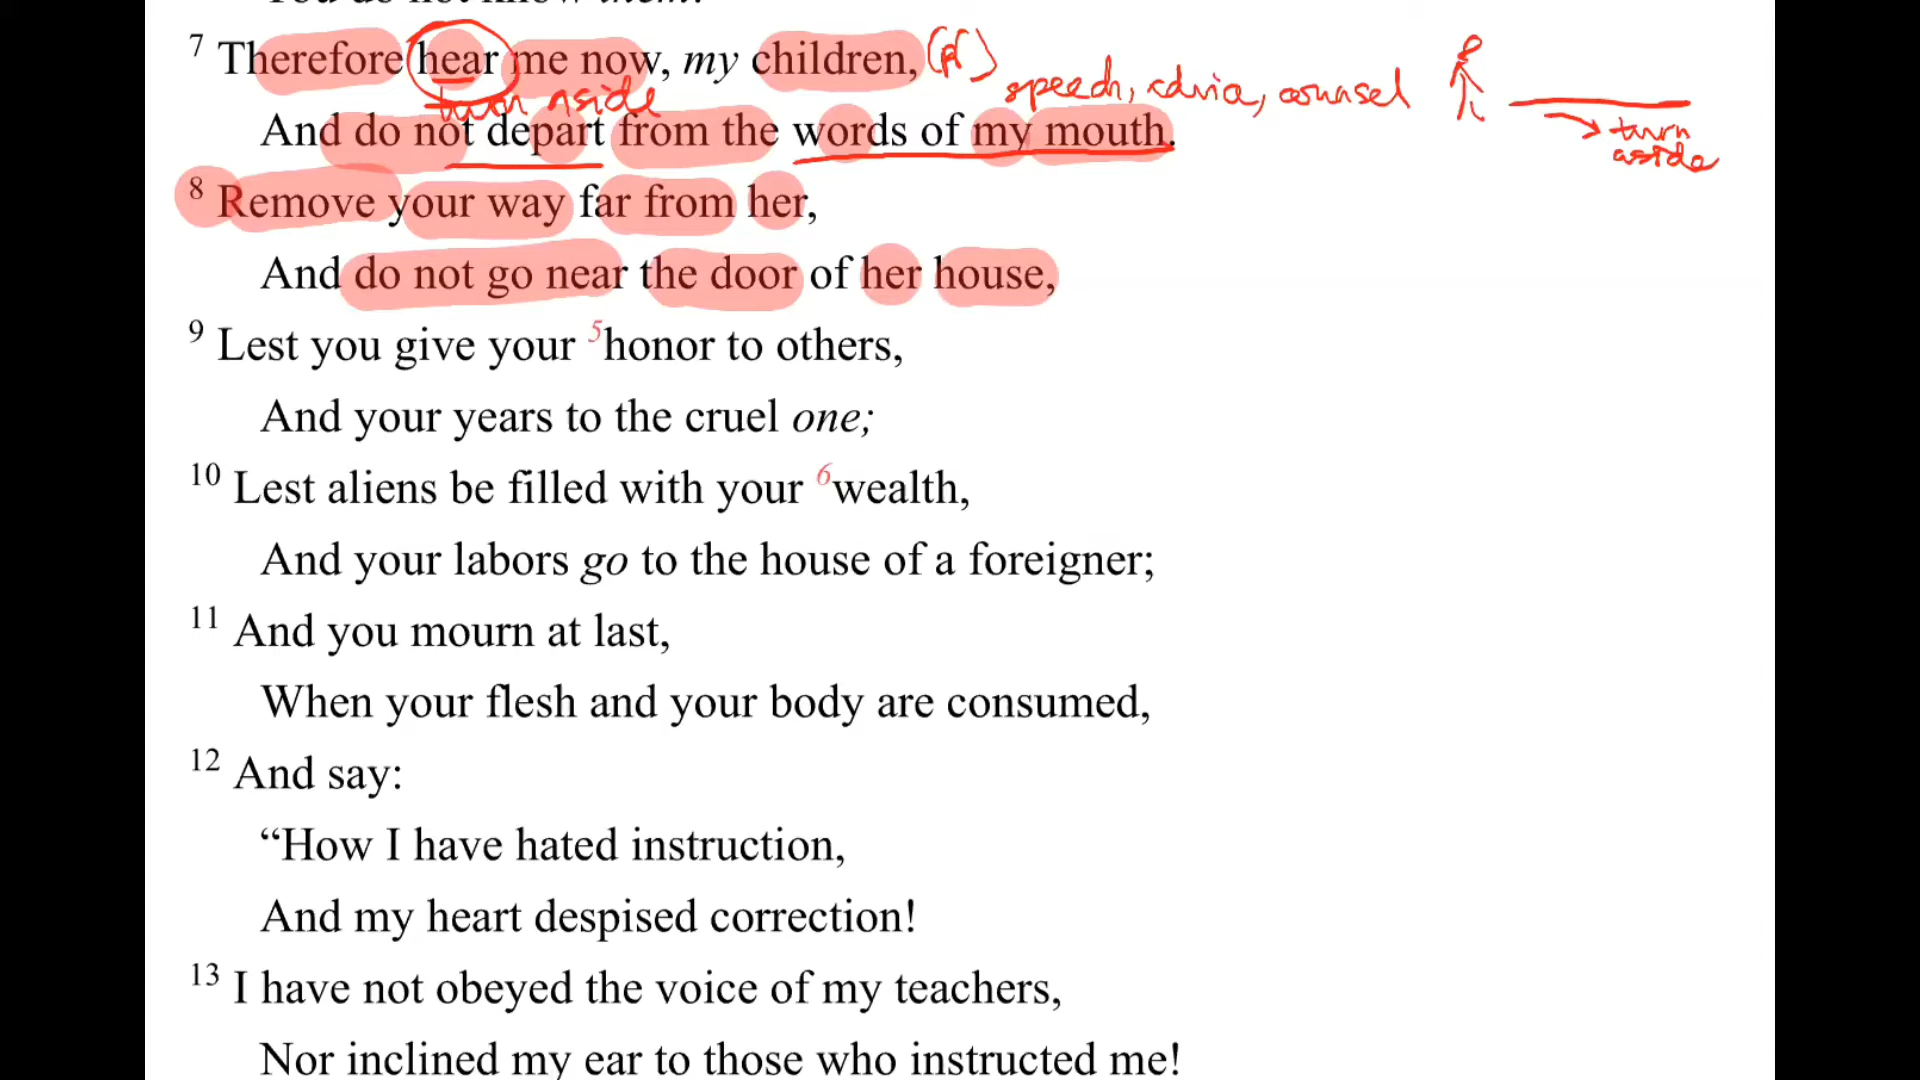 You do not know them.
7 Therefore hear me now, my children, (pl)
speech, advice, counsel
turn aside
And do not depart from the words of my mouth.
turn
aside
8 Remove your way far from her,
And do not go near the door of her house,
9 Lest you give your 5honor to others,
And your years to the cruel one;
10 Lest aliens be filled with your 6wealth,
And your labors go to the house of a foreigner;
11 And you mourn at last,
When your flesh and your body are consumed,
12 And say:
“How I have hated instruction,
And my heart despised correction!
13 I have not obeyed the voice of my teachers,
Nor inclined my ear to those who instructed me!